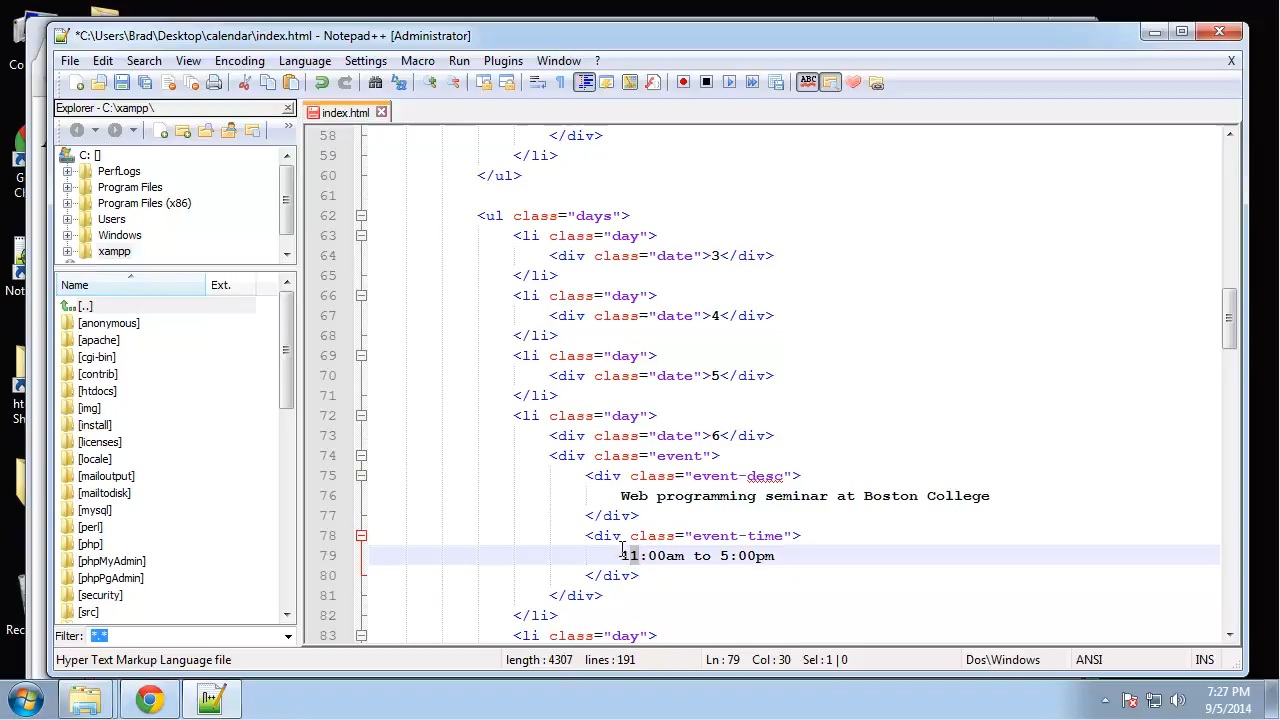 *C:\Users\Brad\Desktop\calendar\index.html - Notepad++ [Administrator]
File Edit Search View Encoding Language Settings Macro Run Plugins Window ? X
Explorer - C:\xampp\
index.html
C: []
PerfLogs
Program Files
Program Files (x86)
Users
Windows
xampp
Name Ext.
[..]
[anonymous]
[apache]
[cgi-bin]
[contrib]
[htdocs]
[img]
[install]
[licenses]
[locale]
[mailoutput]
[mailtodisk]
[mysql]
[perl]
[php]
[phpMyAdmin]
[phpPgAdmin]
[security]
[src]
Filter: *.*
58 </div>
59 </li>
60 </ul>
61
62 <ul class="days">
63 <li class="day">
64 <div class="date">3</div>
65 </li>
66 <li class="day">
67 <div class="date">4</div>
68 </li>
69 <li class="day">
70 <div class="date">5</div>
71 </li>
72 <li class="day">
73 <div class="date">6</div>
74 <div class="event">
75 <div class="event-desc">
76 Web programming seminar at Boston College
77 </div>
78 <div class="event-time">
79 11:00am to 5:00pm
80 </div>
81 </div>
82 </li>
83 <li class="day">
Hyper Text Markup Language file length : 4307 lines : 191 Ln : 79 Col : 30 Sel : 1 | 0 Dos\Windows ANSI INS
7:27 PM
9/5/2014